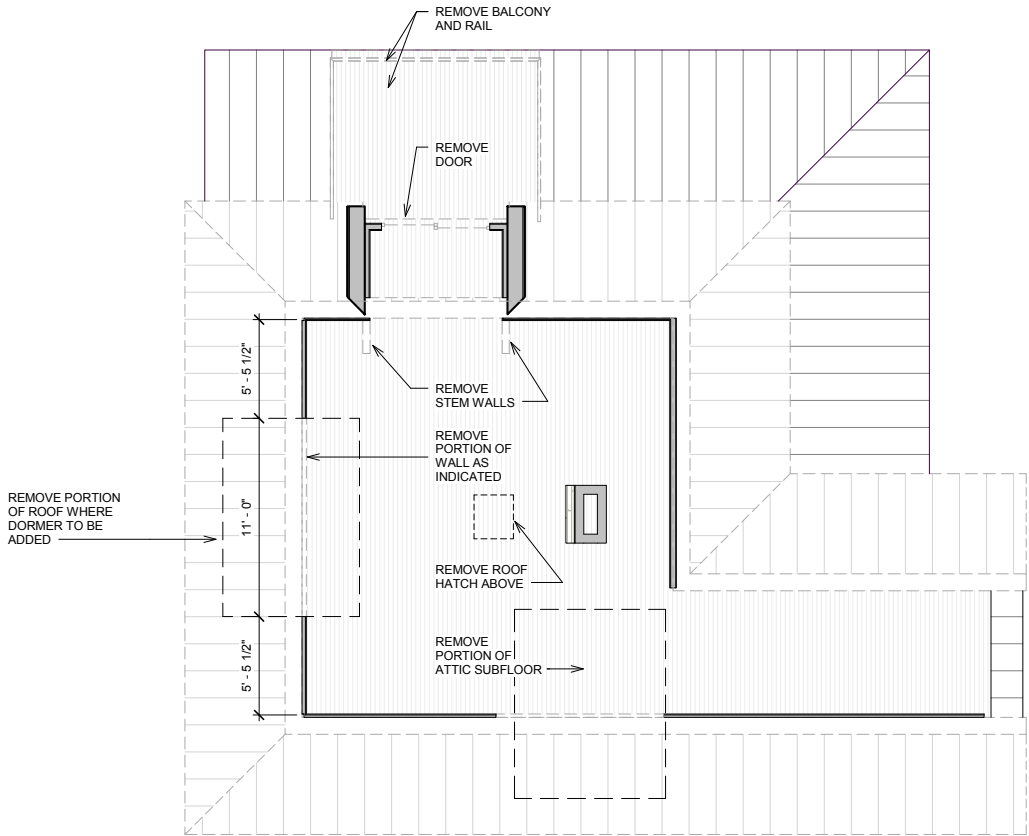 REMOVE BALCONY
AND RAIL
REMOVE
DOOR
5' - 5 1/2"
REMOVE
STEM WALLS
REMOVE
PORTION OF
WALL AS
INDICATED
REMOVE PORTION
OF ROOF WHERE
DORMER TO BE
ADDED
11' - 0"
REMOVE ROOF
HATCH ABOVE
5' - 5 1/2"
REMOVE
PORTION OF
ATTIC SUBFLOOR